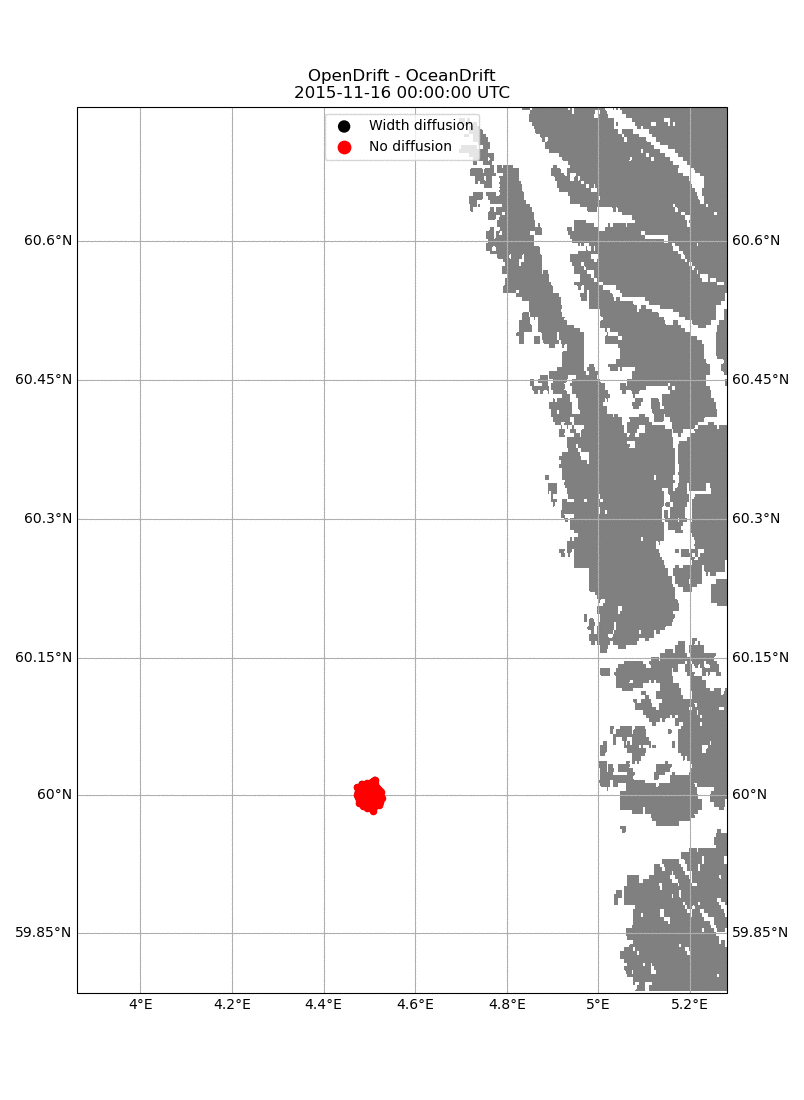 OpenDrift - OceanDrift
2015-11-16 00:00:00 UTC
Width diffusion
No diffusion
60.6°N 60.6°N
60.45°N 60.45°N
60.3°N 60.3°N
60.15°N 60.15°N
60°N 60°N
59.85°N 59.85°N
4°E 4.2°E 4.4°E 4.6°E 4.8°E 5°E 5.2°E